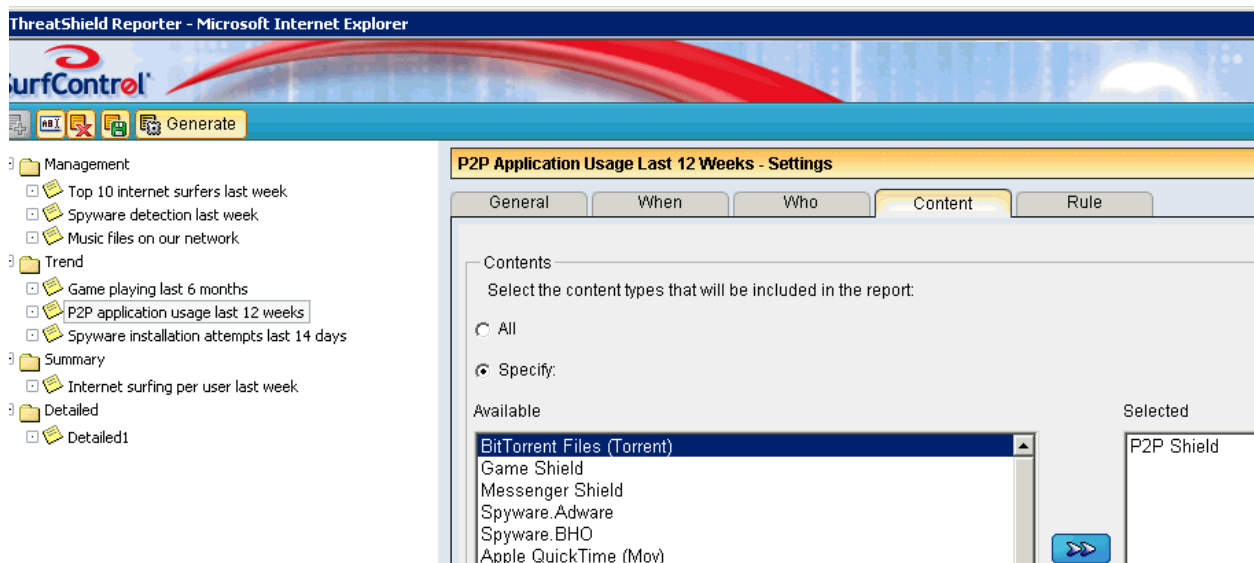 ThreatShield Reporter - Microsoft Internet Explorer
SurfControl
ABI
Generate
Management
Top 10 internet surfers last week
Spyware detection last week
Music files on our network
Trend
Game playing last 6 months
P2P application usage last 12 weeks
Spyware installation attempts last 14 days
Summary
Internet surfing per user last week
Detailed
Detailed1
P2P Application Usage Last 12 Weeks - Settings
General When Who Content Rule
Contents
Select the content types that will be included in the report:
All
Specify:
Available
BitTorrent Files (Torrent)
Game Shield
Messenger Shield
Spyware.Adware
Spyware.BHO
Apple QuickTime (Mov)
>>
Selected
P2P Shield